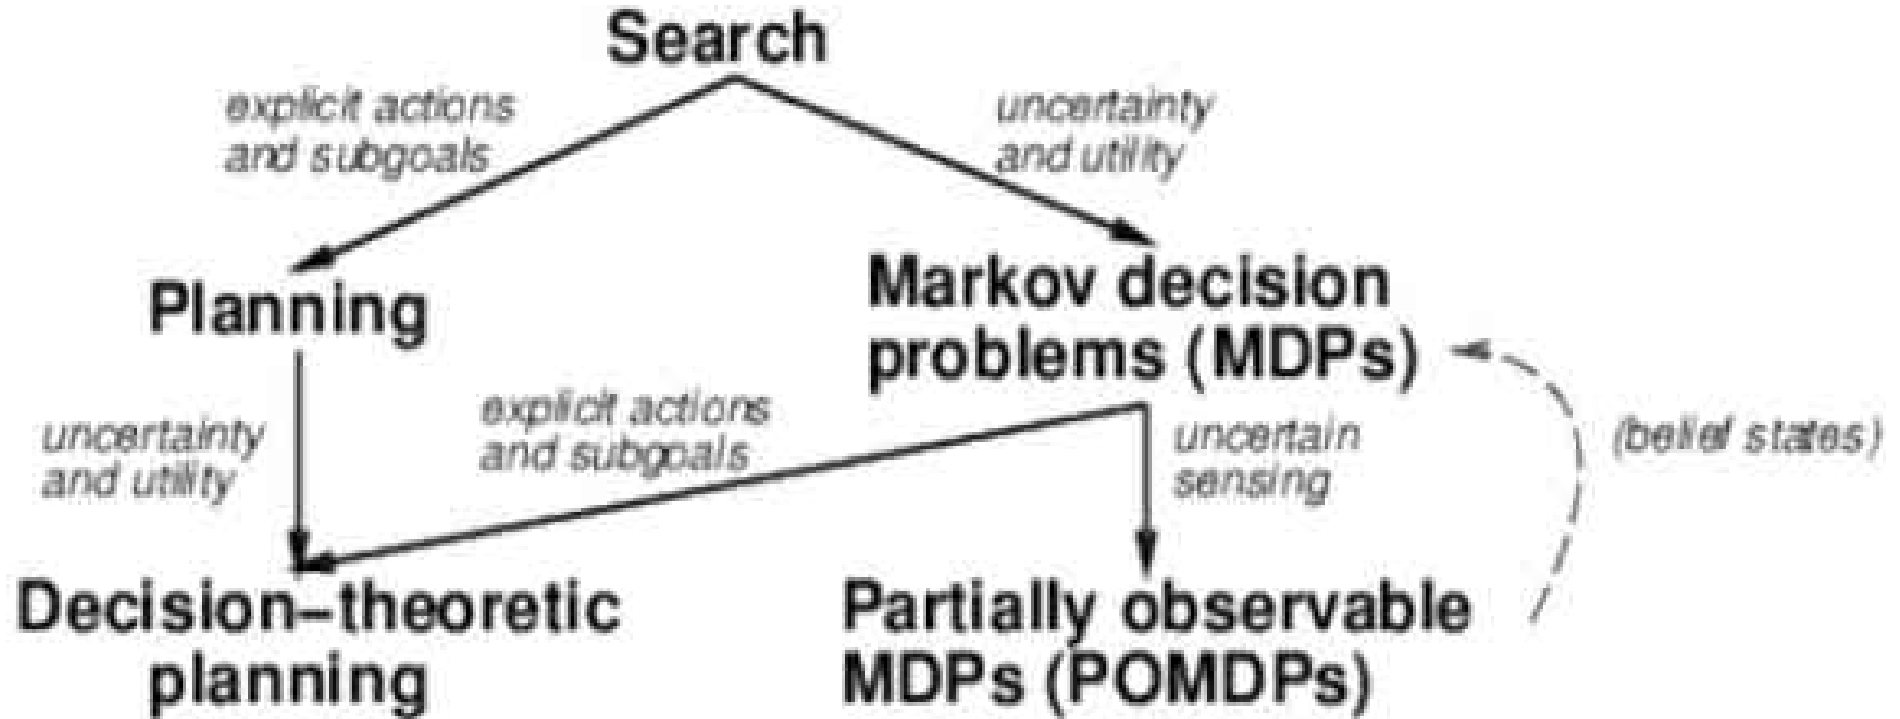 Search
explicit actions
and subgoals
uncertainty
and utility
Planning
Markov decision
problems (MDPs)
uncertainty
and utility
explicit actions
and subgoals
uncertain
sensing
(belief states)
Decision–theoretic
planning
Partially observable
MDPs (POMDPs)